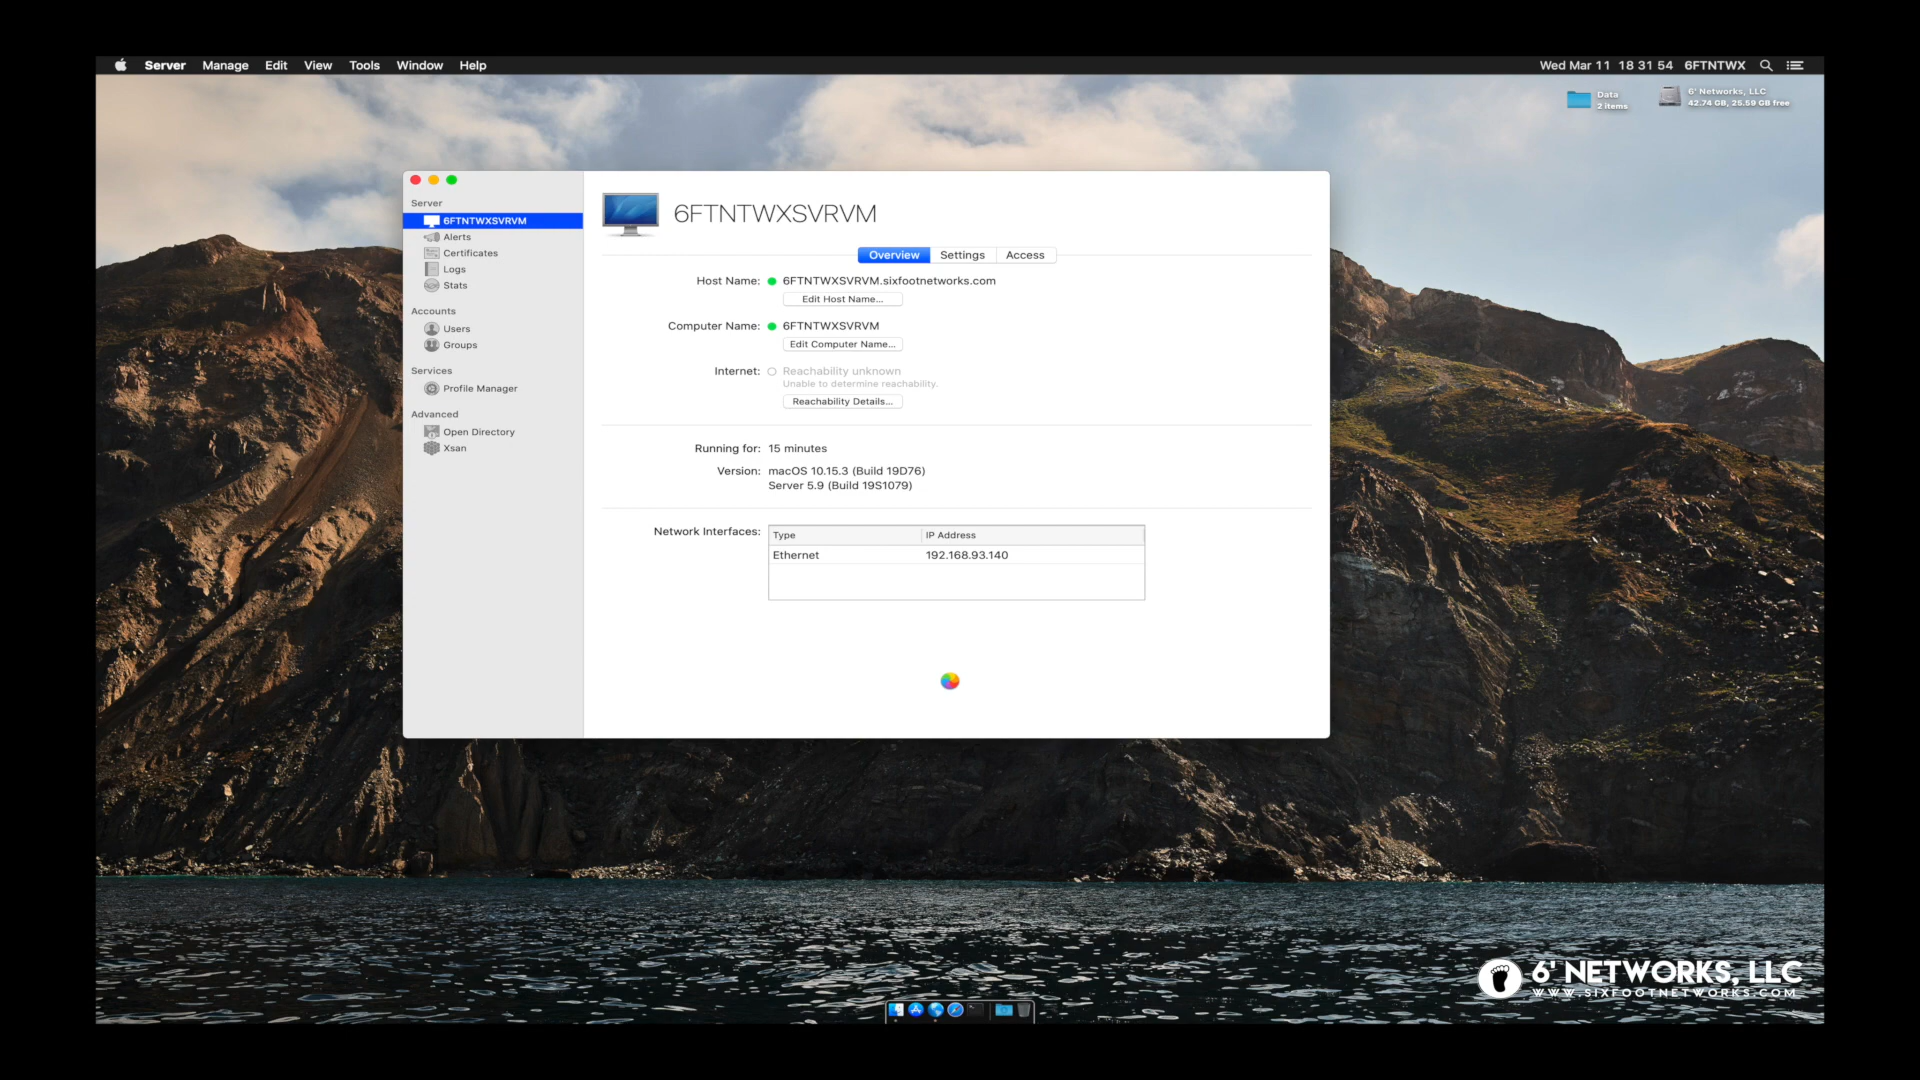 Server Manage Edit View Tools Window Help
Wed Mar 11 18 31 54 6FTNTWX
Data
2 items
6' Networks, LLC
42.74 GB, 25.59 GB free
Server
6FTNTWXSVRVM
Alerts
Certificates
Logs
Stats
Accounts
Users
Groups
Services
Profile Manager
Advanced
Open Directory
Xsan
6FTNTWXSVRVM
Overview Settings Access
Host Name: 6FTNTWXSVRVM.sixfootnetworks.com
Edit Host Name...
Computer Name: 6FTNTWXSVRVM
Edit Computer Name...
Internet: Reachability unknown
Unable to determine reachability.
Reachability Details...
Running for: 15 minutes
Version: macOS 10.15.3 (Build 19D76)
Server 5.9 (Build 19S1079)
Network Interfaces:
Type IP Address
Ethernet 192.168.93.140
6' NETWORKS, LLC
WWW.SIXFOOTNETWORKS.COM